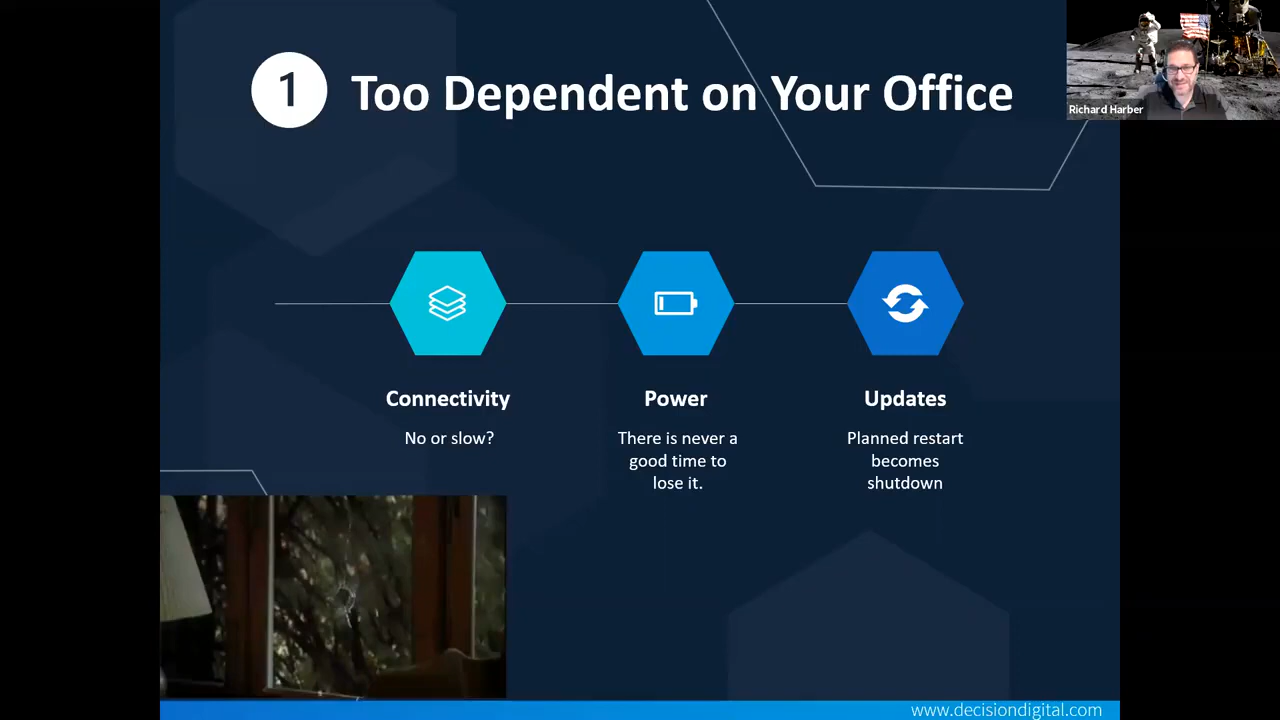 1 Too Dependent on Your Office
Richard Harber
Connectivity
No or slow?
Power
There is never a
good time to
lose it.
Updates
Planned restart
becomes
shutdown
www.decisiondigital.com